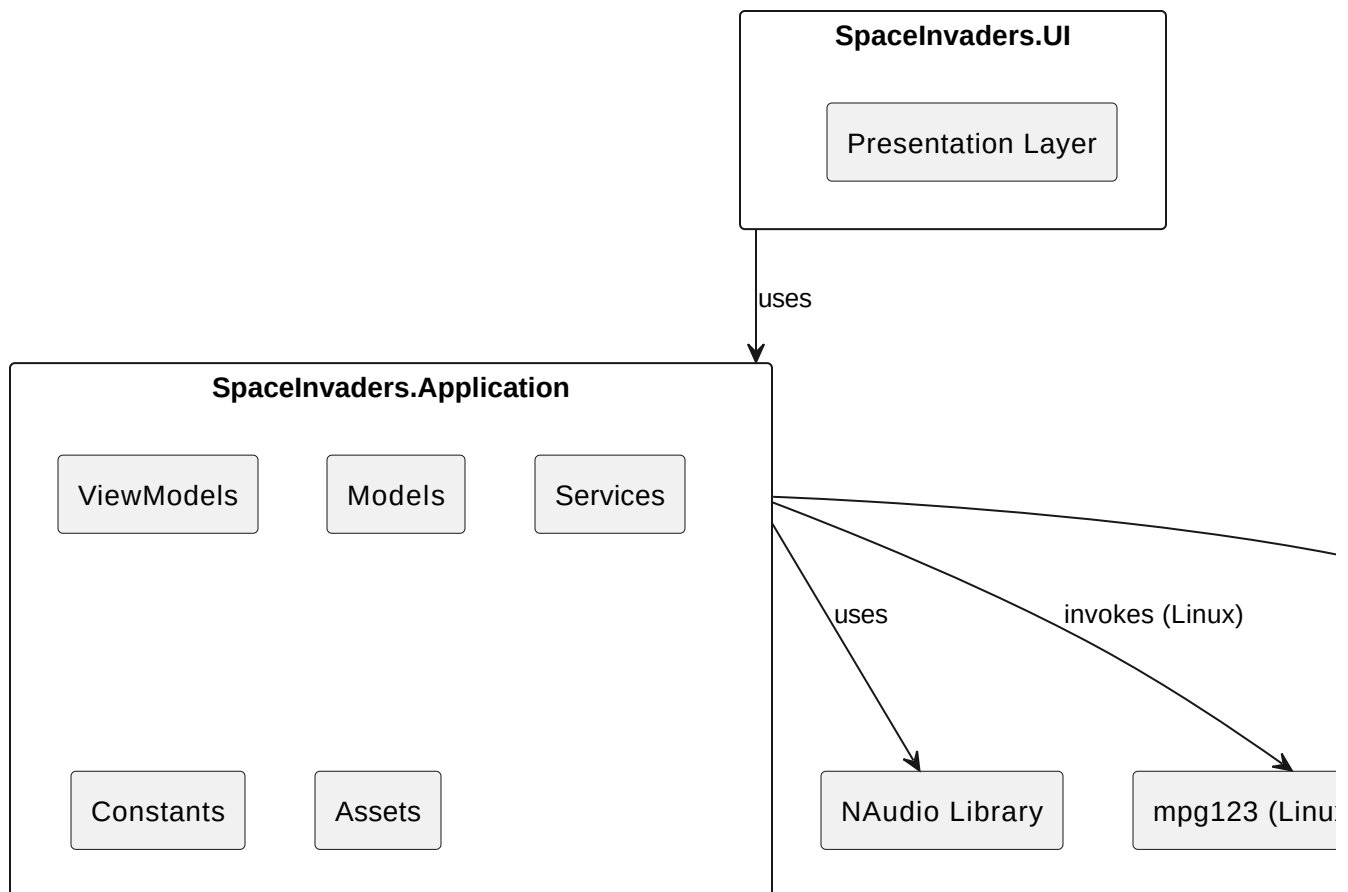 SpaceInvaders.UI
Presentation Layer
uses
SpaceInvaders.Application
ViewModels
Models
Services
uses
invokes (Linux)
Constants
Assets
NAudio Library
mpg123 (Linu